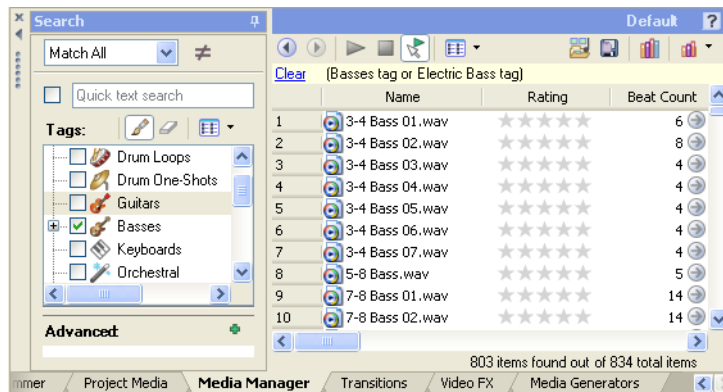 Search
Default
?
Match All
Clear (Basses tag or Electric Bass tag)
Quick text search
Tags:
Drum Loops
Drum One-Shots
Guitars
Basses
Keyboards
Orchestral
Advanced
Name Rating Beat Count
1 3-4 Bass 01.wav 6
2 3-4 Bass 02.wav 8
3 3-4 Bass 03.wav 4
4 3-4 Bass 04.wav 4
5 3-4 Bass 05.wav 4
6 3-4 Bass 06.wav 4
7 3-4 Bass 07.wav 4
8 5-8 Bass.wav 5
9 7-8 Bass 01.wav 14
10 7-8 Bass 02.wav 14
803 items found out of 834 total items
mmer Project Media Media Manager Transitions Video FX Media Generators